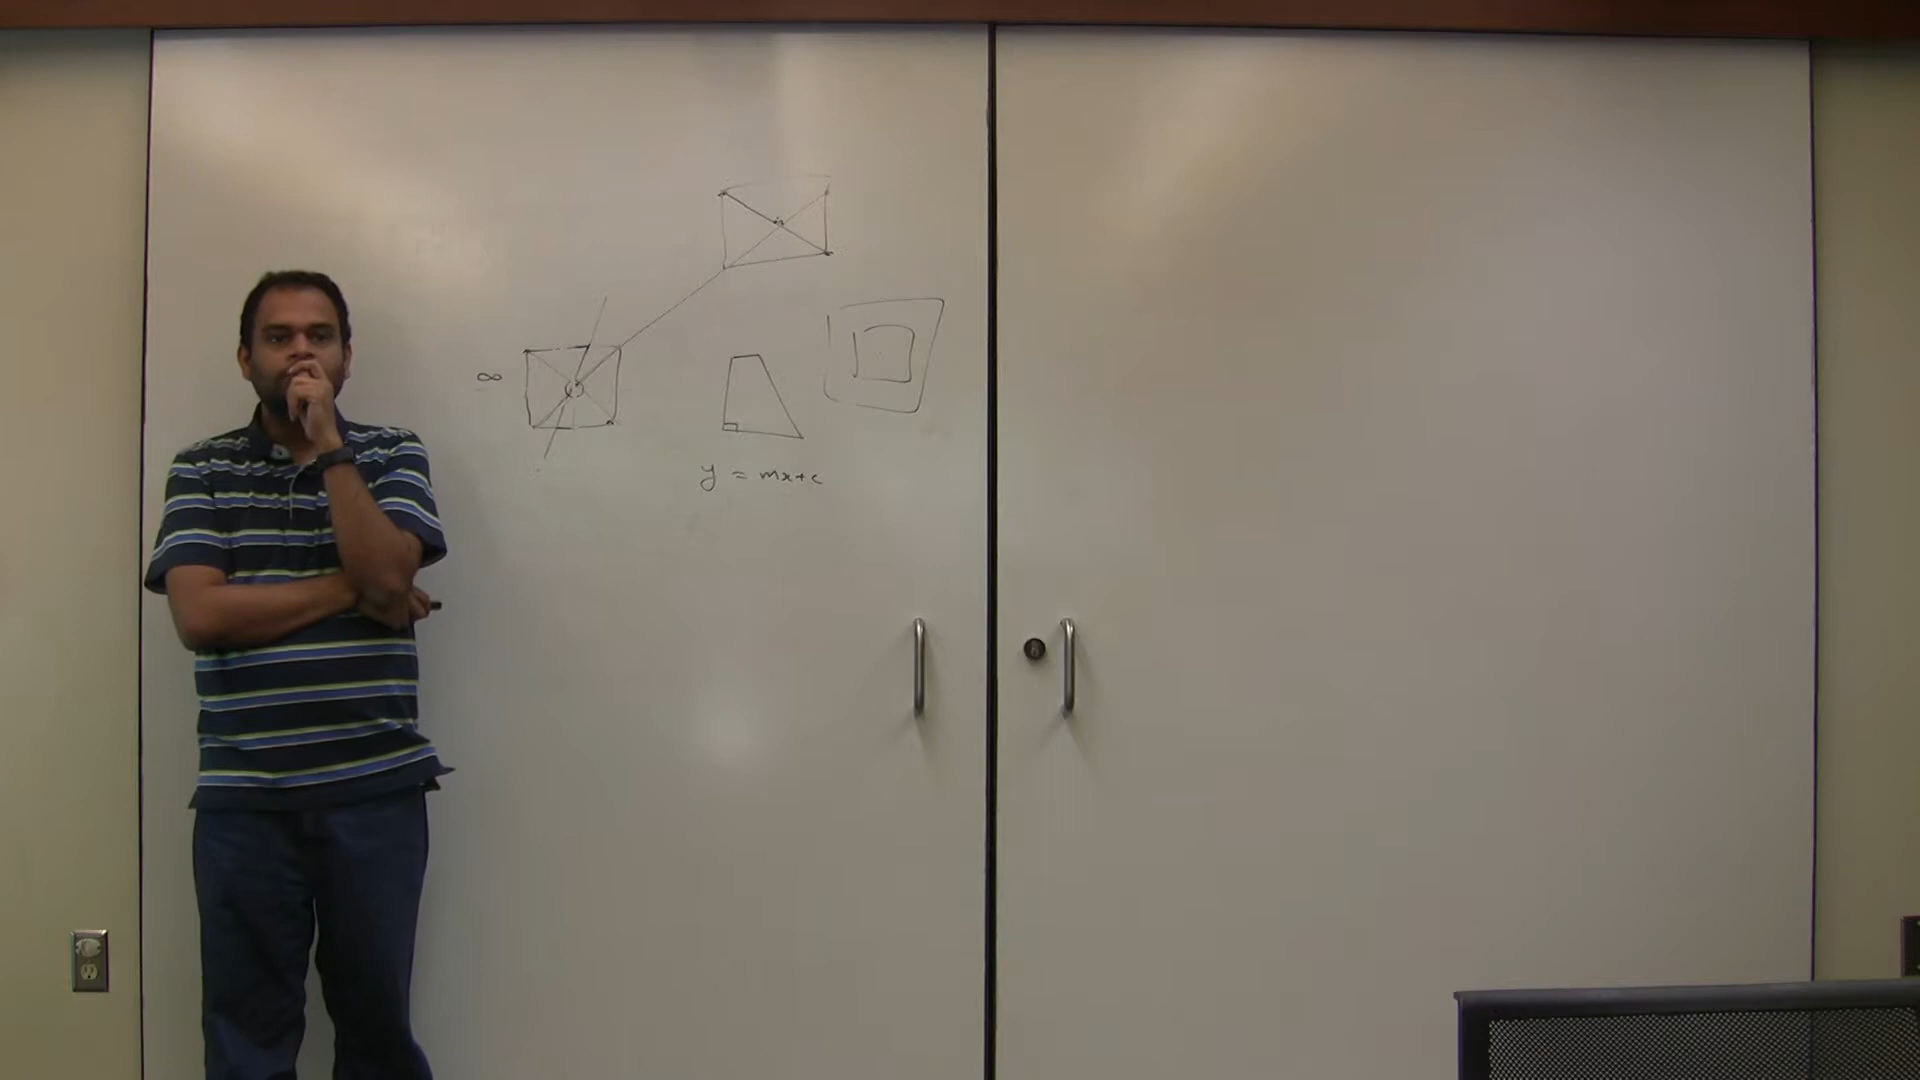 ∞
y = mx+c